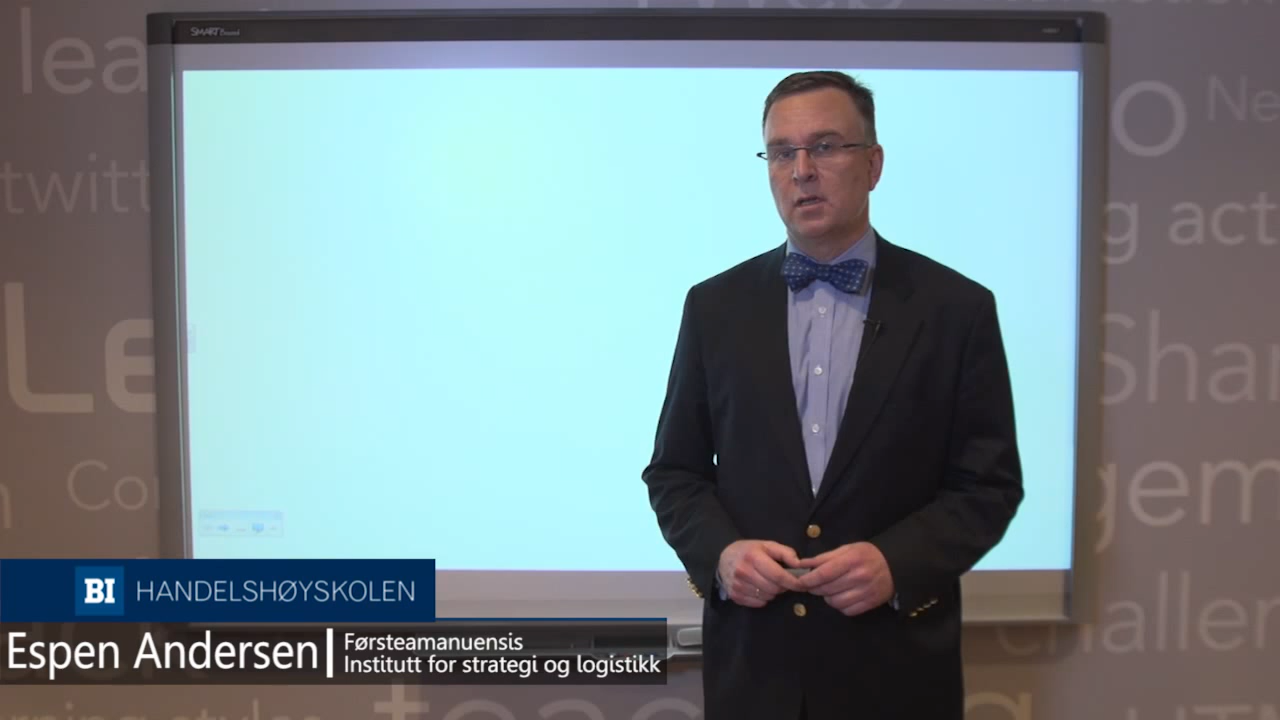 SMART Board
lea
twitt
Le
Co
Ne
o
g act
Shar
gem
challen
BI HANDELSHØYSKOLEN
Espen Andersen
Førsteamanuensis
Institutt for strategi og logistikk